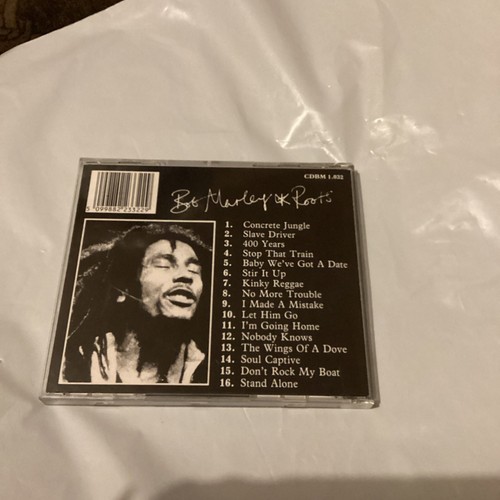 CDBM 1.032
Bob Marley * Roots
5 099882 233229
1. Concrete Jungle
2. Slave Driver
3. 400 Years
4. Stop That Train
5. Baby We've Got A Date
6. Stir It Up
7. Kinky Reggae
8. No More Trouble
9. I Made A Mistake
10. Let Him Go
11. I'm Going Home
12. Nobody Knows
13. The Wings Of A Dove
14. Soul Captive
15. Don't Rock My Boat
16. Stand Alone